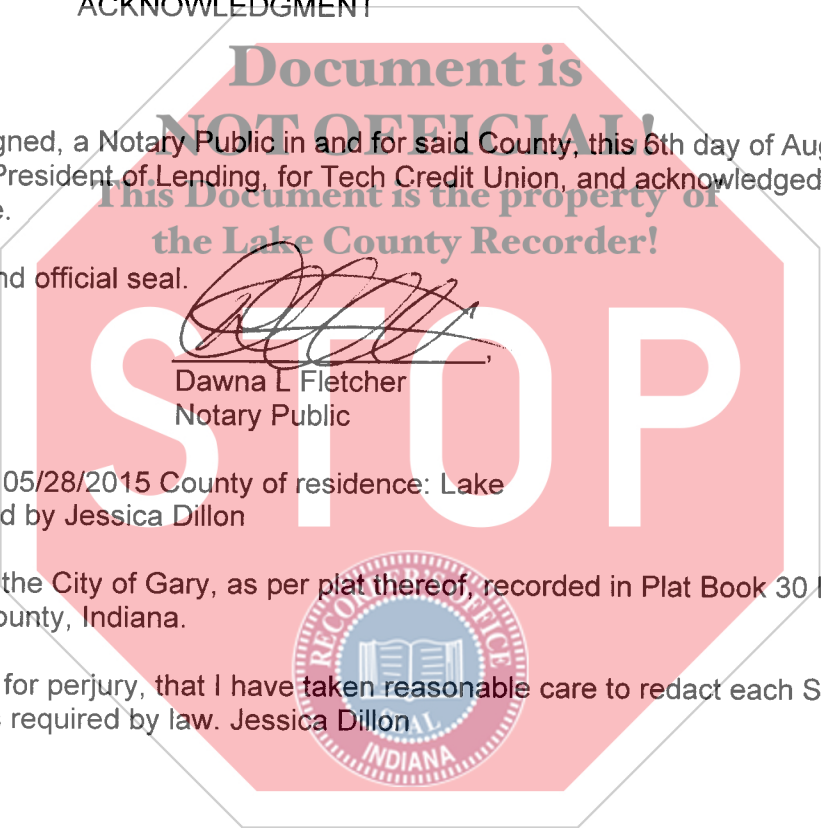 ACKNOWLEDGMENT
Document is
NOT OFFICIAL!
gned, a Notary Public in and for said County, this 6th day of Aug
President of Lending, for Tech Credit Union, and acknowledged
This Document is the property of
e.
the Lake County Recorder!
nd official seal.
STOP
Dawna L Fletcher
Notary Public
05/28/2015 County of residence: Lake
d by Jessica Dillon
the City of Gary, as per plat thereof, recorded in Plat Book 30
ounty, Indiana.
RECORDER'S OFFICE
for perjury, that I have taken reasonable care to redact each S
s required by law. Jessica Dillon
SEAL
INDIANA